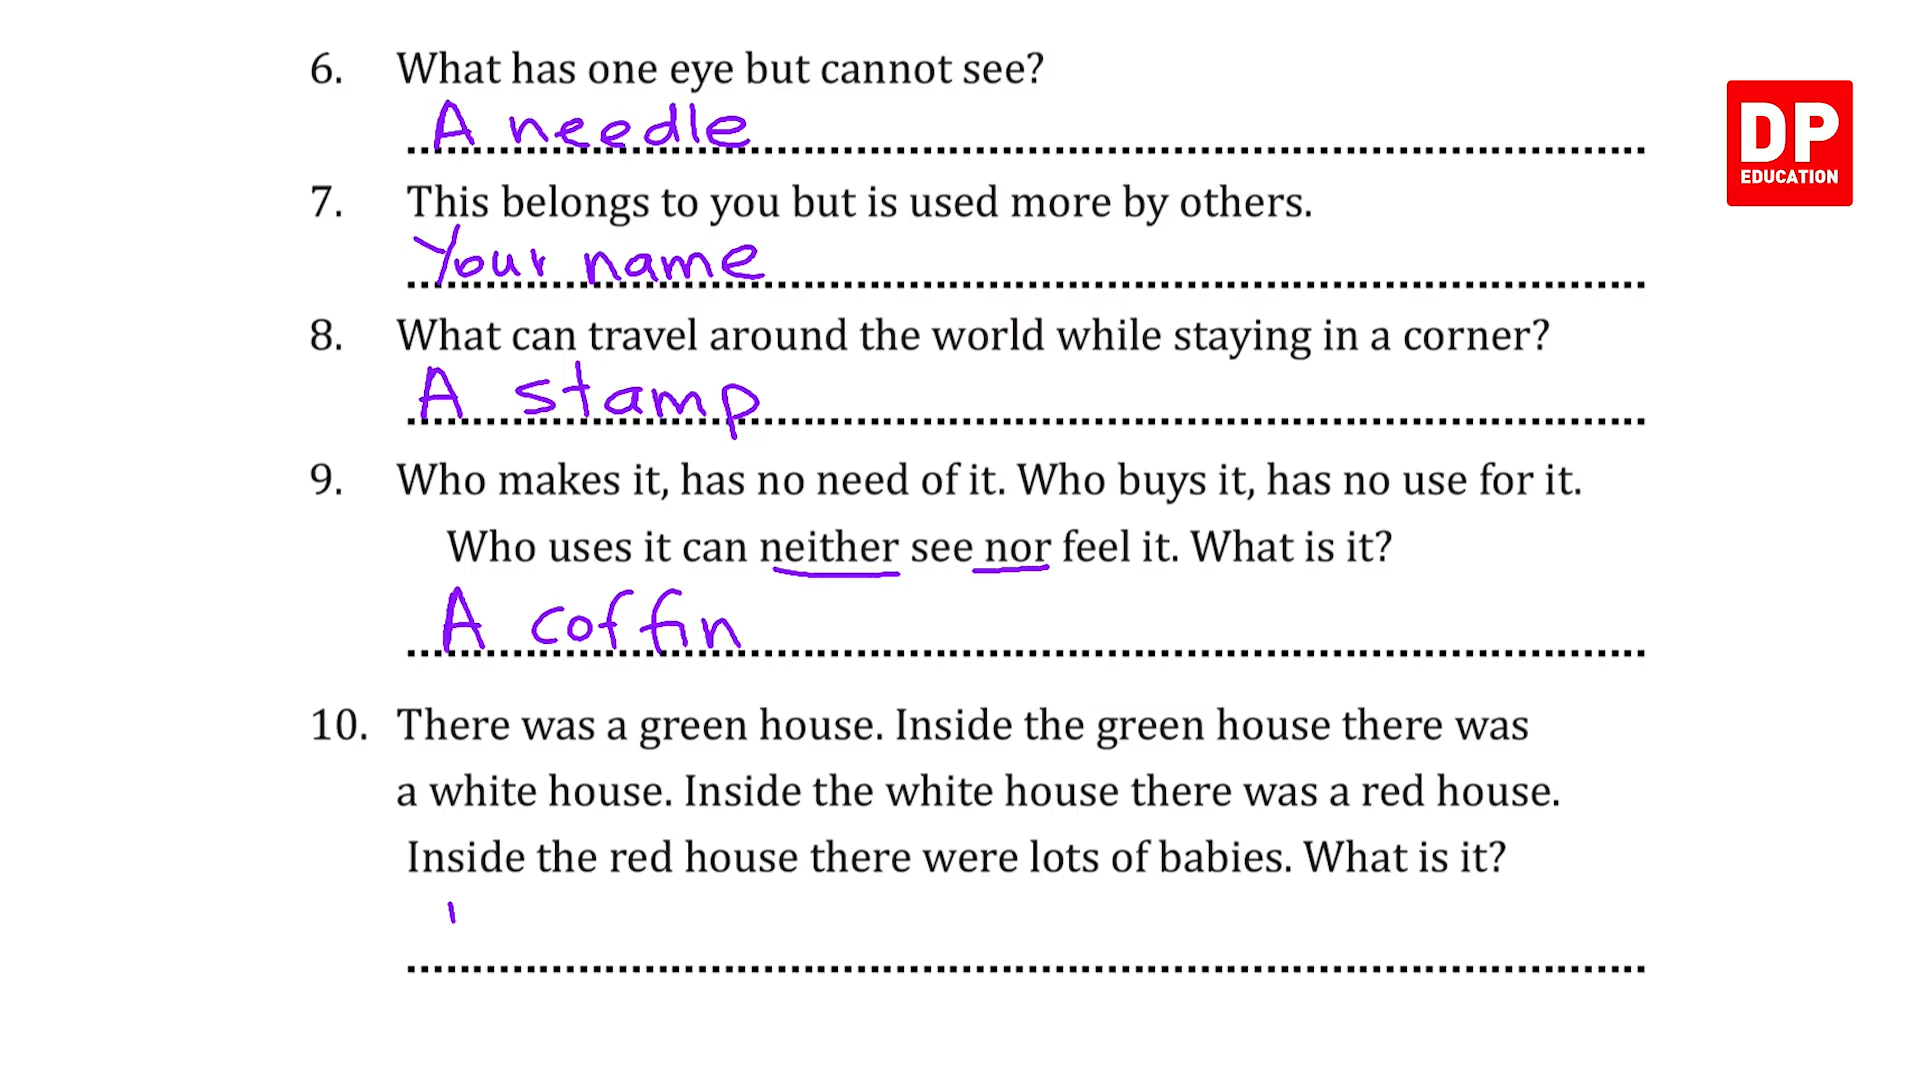 6. What has one eye but cannot see?
A needle
DP
EDUCATION
7. This belongs to you but is used more by others.
Your name
8. What can travel around the world while staying in a corner?
A stamp
9. Who makes it, has no need of it. Who buys it, has no use for it.
Who uses it can neither see nor feel it. What is it?
A coffin
10. There was a green house. Inside the green house there was
a white house. Inside the white house there was a red house.
Inside the red house there were lots of babies. What is it?